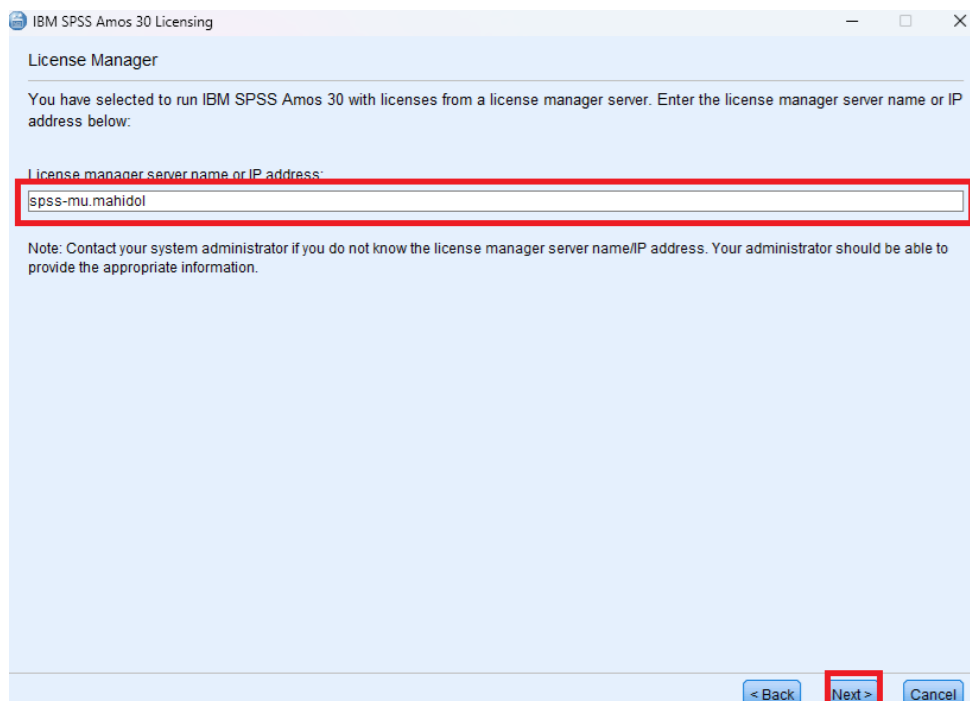 IBM SPSS Amos 30 Licensing
License Manager
You have selected to run IBM SPSS Amos 30 with licenses from a license manager server. Enter the license manager server name or IP
address below:
License manager server name or IP address:
spss-mu.mahidol
Note: Contact your system administrator if you do not know the license manager server name/IP address. Your administrator should be able to
provide the appropriate information.
< Back Next > Cancel